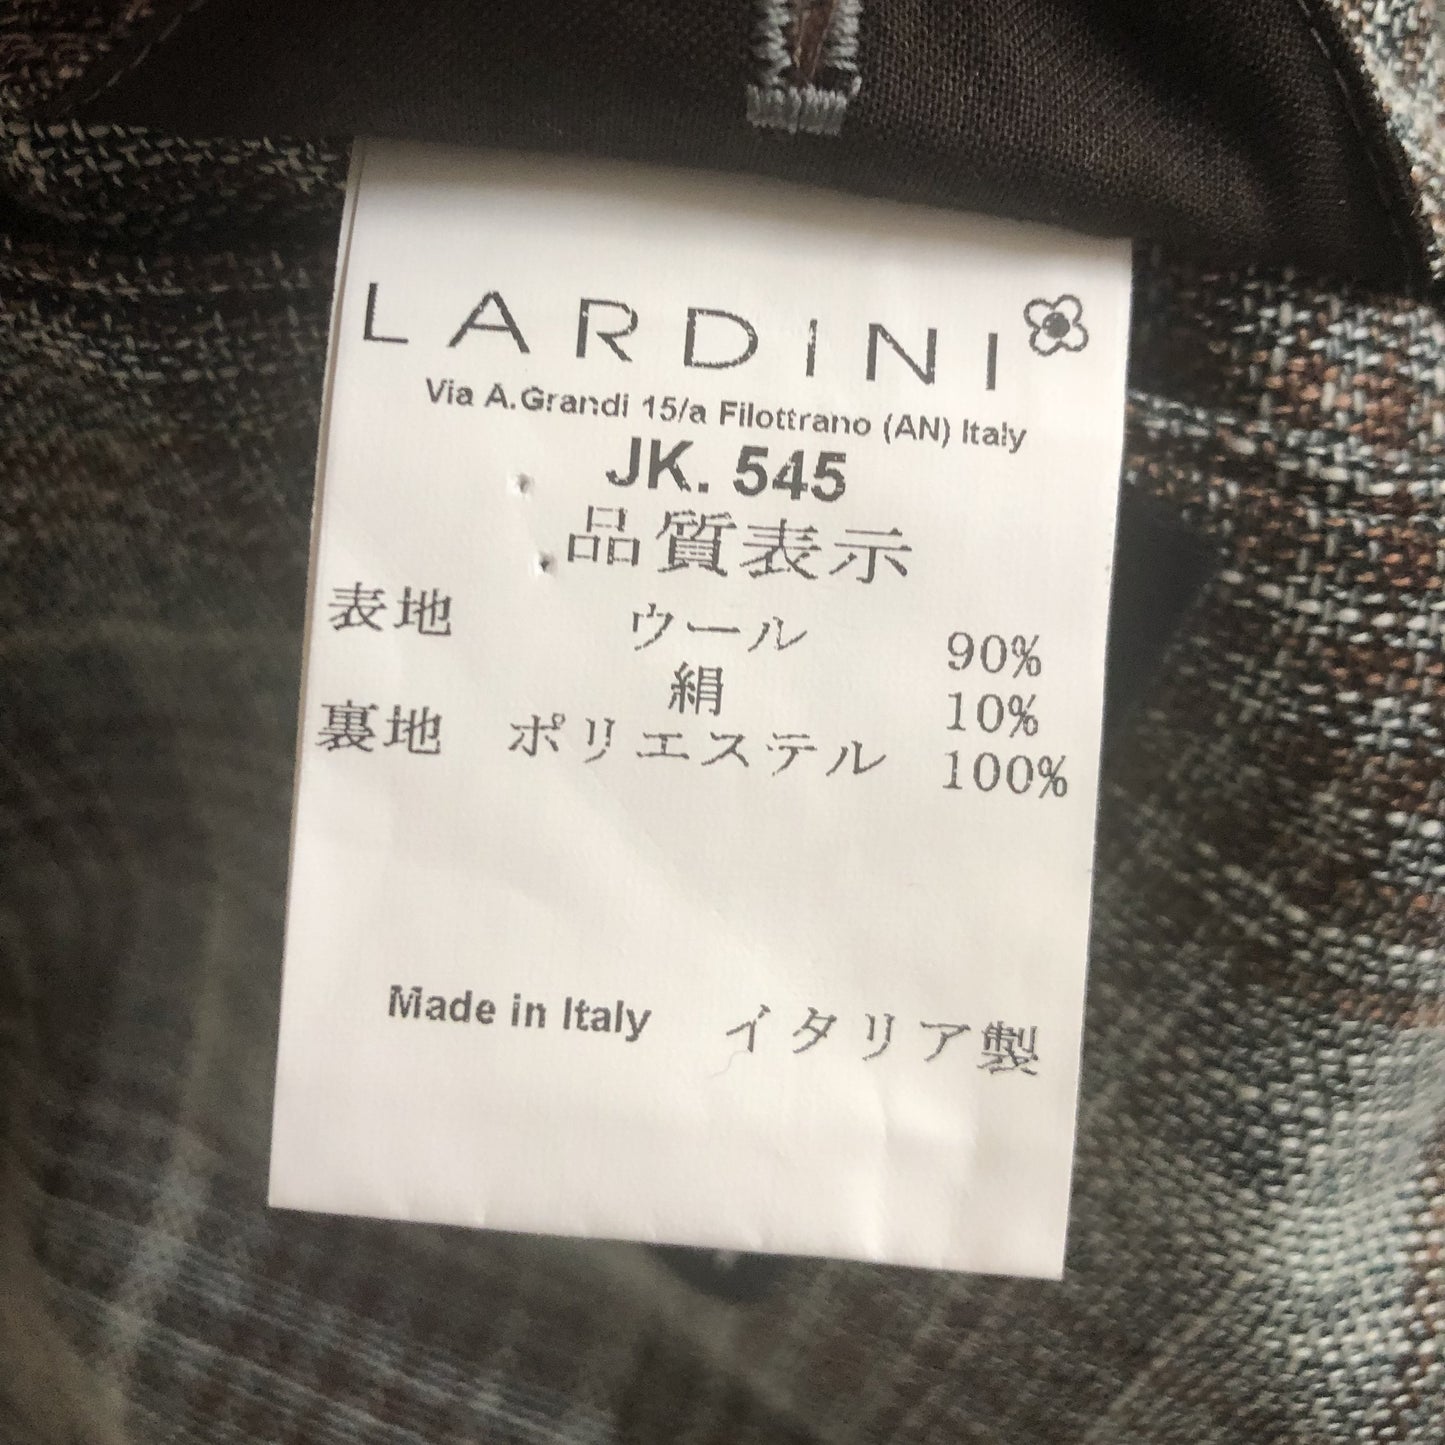 LARDINI
Via A.Grandi 15/a Filottrano (AN) Italy
JK. 545
品質表示
表地 ウール 90%
絹 10%
裏地 ポリエステル 100%
Made in Italy イタリア製